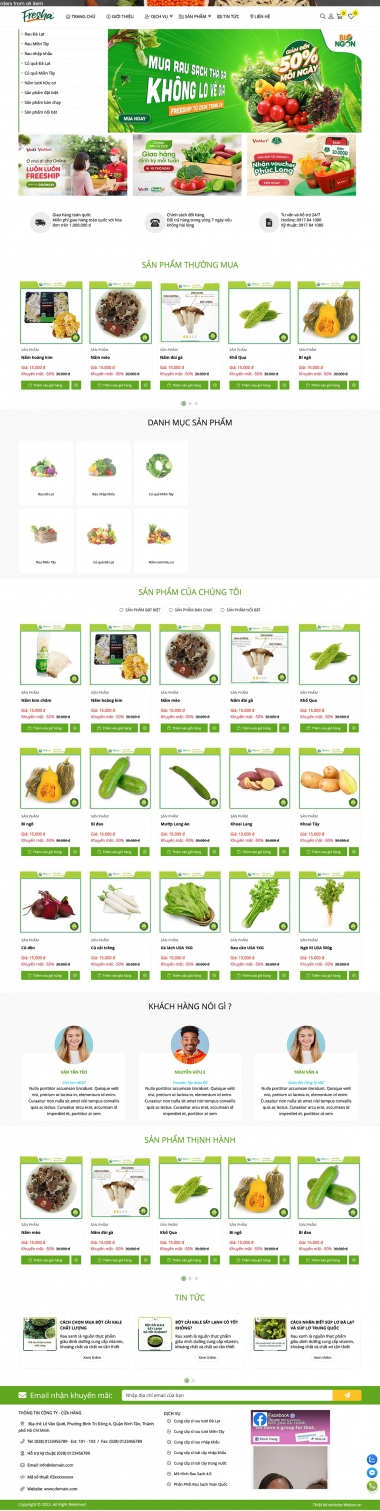 rders from all item
Fresha
TRANG CHỦ
GIỚI THIỆU
DỊCH VỤ
SẢN PHẨM
TIN TỨC
LIÊN HỆ
Rau Đà Lạt
Rau Miền Tây
Rau nhập khẩu
Củ quả Đà Lạt
Củ quả Miền Tây
Nấm tươi hữu cơ
Sản phẩm đặt biệt
Sản phẩm bán chạy
Sản phẩm nổi bật
MUA RAU SẠCH THẢ GA
KHÔNG LO VỀ GIÁ
MUA NGAY
GIẢM ĐẾN
50%
MỖI NGÀY
BIG
NGON
Ở nhà đi chợ Online
LUÔN LUÔN
FREESHIP
Giao hàng
định kỳ mỗi tuần
Nhận voucher
Phúc Long
Giao hàng toàn quốc
Miễn phí giao hàng toàn quốc với hóa
đơn trên 1.000.000 đ
Chính sách đổi hàng
Đổi trả hàng trong vòng 7 ngày nếu
không hài lòng
Tư vấn và hỗ trợ 24/7
Hotline: 0917 84 1080
Kỹ thuật: 0917 84 1080
SẢN PHẨM THƯỜNG MUA
SẢN PHẨM SẢN PHẨM SẢN PHẨM SẢN PHẨM SẢN PHẨM
Nấm hoàng kim Nấm mèo Nấm đùi gà Khổ Qua Bí ngô
Giá: 15.000 đ Giá: 15.000 đ Giá: 15.000 đ Giá: 15.000 đ Giá: 15.000 đ
Khuyến mãi: -50% 30.000 đ Khuyến mãi: -50% 30.000 đ Khuyến mãi: -50% 30.000 đ Khuyến mãi: -50% 30.000 đ Khuyến mãi: -50% 30.000 đ
Thêm vào giỏ hàng Thêm vào giỏ hàng Thêm vào giỏ hàng Thêm vào giỏ hàng Thêm vào giỏ hàng
DANH MỤC SẢN PHẨM
Rau Đà Lạt Rau nhập khẩu Củ quả Miền Tây
Rau Miền Tây Củ quả Đà Lạt Nấm tươi hữu cơ
SẢN PHẨM CỦA CHÚNG TÔI
SẢN PHẨM ĐẶT BIỆT SẢN PHẨM BÁN CHẠY SẢN PHẨM NỔI BẬT
SẢN PHẨM SẢN PHẨM SẢN PHẨM SẢN PHẨM SẢN PHẨM
Nấm kim châm Nấm hoàng kim Nấm mèo Nấm đùi gà Khổ Qua
Giá: 15.000 đ Giá: 15.000 đ Giá: 15.000 đ Giá: 15.000 đ Giá: 15.000 đ
Khuyến mãi: -50% 30.000 đ Khuyến mãi: -50% 30.000 đ Khuyến mãi: -50% 30.000 đ Khuyến mãi: -50% 30.000 đ Khuyến mãi: -50% 30.000 đ
Thêm vào giỏ hàng Thêm vào giỏ hàng Thêm vào giỏ hàng Thêm vào giỏ hàng Thêm vào giỏ hàng
SẢN PHẨM SẢN PHẨM SẢN PHẨM SẢN PHẨM SẢN PHẨM
Bí ngô Bí đao Mướp Long An Khoai Lang Khoai Tây
Giá: 15.000 đ Giá: 15.000 đ Giá: 15.000 đ Giá: 15.000 đ Giá: 15.000 đ
Khuyến mãi: -50% 30.000 đ Khuyến mãi: -50% 30.000 đ Khuyến mãi: -50% 30.000 đ Khuyến mãi: -50% 30.000 đ Khuyến mãi: -50% 30.000 đ
Thêm vào giỏ hàng Thêm vào giỏ hàng Thêm vào giỏ hàng Thêm vào giỏ hàng Thêm vào giỏ hàng
SẢN PHẨM SẢN PHẨM SẢN PHẨM SẢN PHẨM SẢN PHẨM
Củ dền Củ cải trắng Xà lách USA 1KG Rau cần USA 1KG Ngò Rí USA 500g
Giá: 15.000 đ Giá: 15.000 đ Giá: 15.000 đ Giá: 15.000 đ Giá: 15.000 đ
Khuyến mãi: -50% 30.000 đ Khuyến mãi: -50% 30.000 đ Khuyến mãi: -50% 30.000 đ Khuyến mãi: -50% 30.000 đ Khuyến mãi: -50% 30.000 đ
Thêm vào giỏ hàng Thêm vào giỏ hàng Thêm vào giỏ hàng Thêm vào giỏ hàng Thêm vào giỏ hàng
KHÁCH HÀNG NÓI GÌ ?
VĂN TẤN TÈO
Nulla porttitor accumsan tincidunt. Quisque velit
nisi, pretium ut lacinia in, elementum id enim.
Curabitur non nulla sit amet nisl tempus convallis
quis ac lectus. Curabitur arcu erat, accumsan id
imperdiet et, porttitor at sem
NGUYỄN HỮU E
Nulla porttitor accumsan tincidunt. Quisque velit
nisi, pretium ut lacinia in, elementum id enim.
Curabitur non nulla sit amet nisl tempus convallis
quis ac lectus. Curabitur arcu erat, accumsan id
imperdiet et, porttitor at sem
TRẦN VĂN A
Nulla porttitor accumsan tincidunt. Quisque velit
nisi, pretium ut lacinia in, elementum id enim.
Curabitur non nulla sit amet nisl tempus convallis
quis ac lectus. Curabitur arcu erat, accumsan id
imperdiet et, porttitor at sem
SẢN PHẨM THỊNH HÀNH
SẢN PHẨM SẢN PHẨM SẢN PHẨM SẢN PHẨM SẢN PHẨM
Nấm mèo Nấm đùi gà Khổ Qua Bí ngô Bí đao
Giá: 15.000 đ Giá: 15.000 đ Giá: 15.000 đ Giá: 15.000 đ Giá: 15.000 đ
Khuyến mãi: -50% 30.000 đ Khuyến mãi: -50% 30.000 đ Khuyến mãi: -50% 30.000 đ Khuyến mãi: -50% 30.000 đ Khuyến mãi: -50% 30.000 đ
Thêm vào giỏ hàng Thêm vào giỏ hàng Thêm vào giỏ hàng Thêm vào giỏ hàng Thêm vào giỏ hàng
TIN TỨC
CÁCH CHỌN MUA BỘT CẢI KALE
CHẤT LƯỢNG
Rau xanh là nguồn thực phẩm
giàu dinh dưỡng cung cấp vitamin,
khoáng chất và chất xơ cần thiết
Xem thêm
BỘT CẢI KALE SẤY LẠNH CÓ TỐT
KHÔNG?
Rau xanh là nguồn thực phẩm
giàu dinh dưỡng cung cấp vitamin,
khoáng chất và chất xơ cần thiết
Xem thêm
CÁCH NHẬN BIẾT SÚP LƠ ĐÀ LẠT
VÀ SÚP LƠ TRUNG QUỐC
Rau xanh là nguồn thực phẩm
giàu dinh dưỡng cung cấp vitamin,
khoáng chất và chất xơ cần thiết
Xem thêm
Email nhận khuyến mãi:
Nhập địa chỉ email của bạn
THÔNG TIN CÔNG TY - CỬA HÀNG
Địa chỉ: Lê Văn Quới, Phường Bình Trị Đông A, Quận Bình Tân, Thành
phố Hồ Chí Minh
Tel: (028) 0123456789 - Ext: 103 / Fax: (028) 0123456789
Hỗ trợ kỹ thuật: (028) 0123456789
Email: info@domain.com
Mã số thuế: 03xxxxxxxxx
Website: www.domain.com
DỊCH VỤ
Cung cấp sỉ rau tươi Đà Lạt
Cung cấp sỉ rau tươi Miền Tây
Cung cấp sỉ rau nhập khẩu
Cung cấp sỉ hạt cây nhập khẩu
Cung cấp sỉ hạt cây trong nước
Mô Hình Rau Sạch 4.0
Phân Phối Rau Sạch Toàn Quốc
Facebook
Thích Trang
Copyright © 2022. All Right Reserved
Thiết kế website Webso.vn